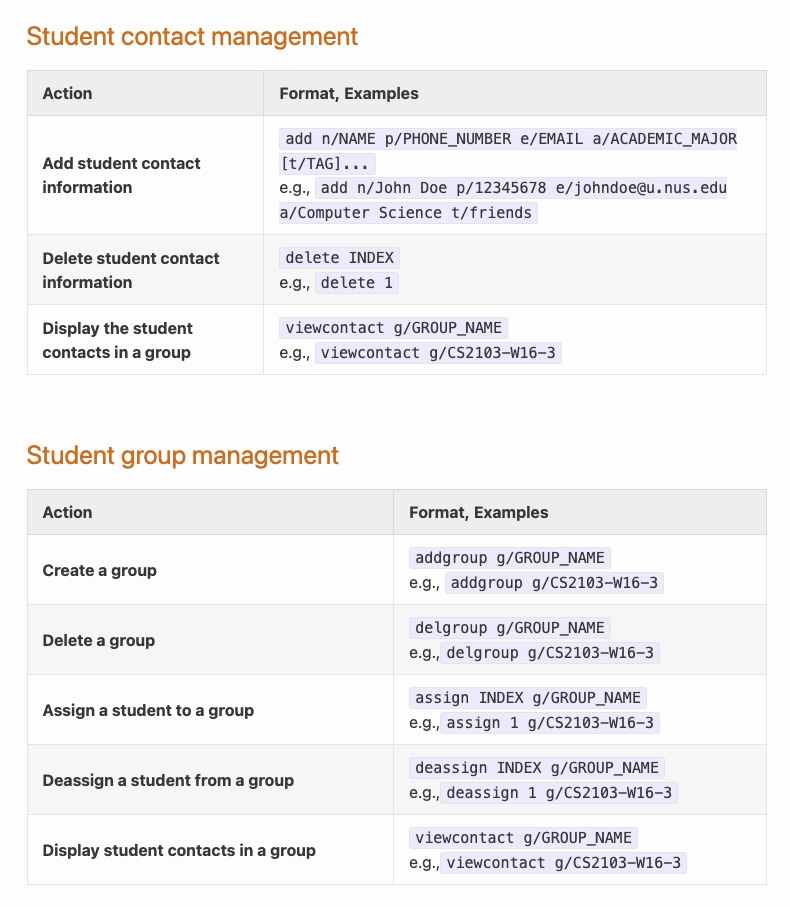 Student contact management
Action
Format, Examples
Add student contact
information
add n/NAME p/PHONE_NUMBER e/EMAIL a/ACADEMIC_MAJOR
[t/TAG]...
e.g., add n/John Doe p/12345678 e/johndoe@u.nus.edu
a/Computer Science t/friends
Delete student contact
information
delete INDEX
e.g., delete 1
Display the student
contacts in a group
viewcontact g/GROUP_NAME
e.g., viewcontact g/CS2103-W16-3
Student group management
Action
Format, Examples
Create a group
addgroup g/GROUP_NAME
e.g., addgroup g/CS2103-W16-3
Delete a group
delgroup g/GROUP_NAME
e.g., delgroup g/CS2103-W16-3
Assign a student to a group
assign INDEX g/GROUP_NAME
e.g., assign 1 g/CS2103-W16-3
Deassign a student from a group
deassign INDEX g/GROUP_NAME
e.g., deassign 1 g/CS2103-W16-3
Display student contacts in a group
viewcontact g/GROUP_NAME
e.g., viewcontact g/CS2103-W16-3